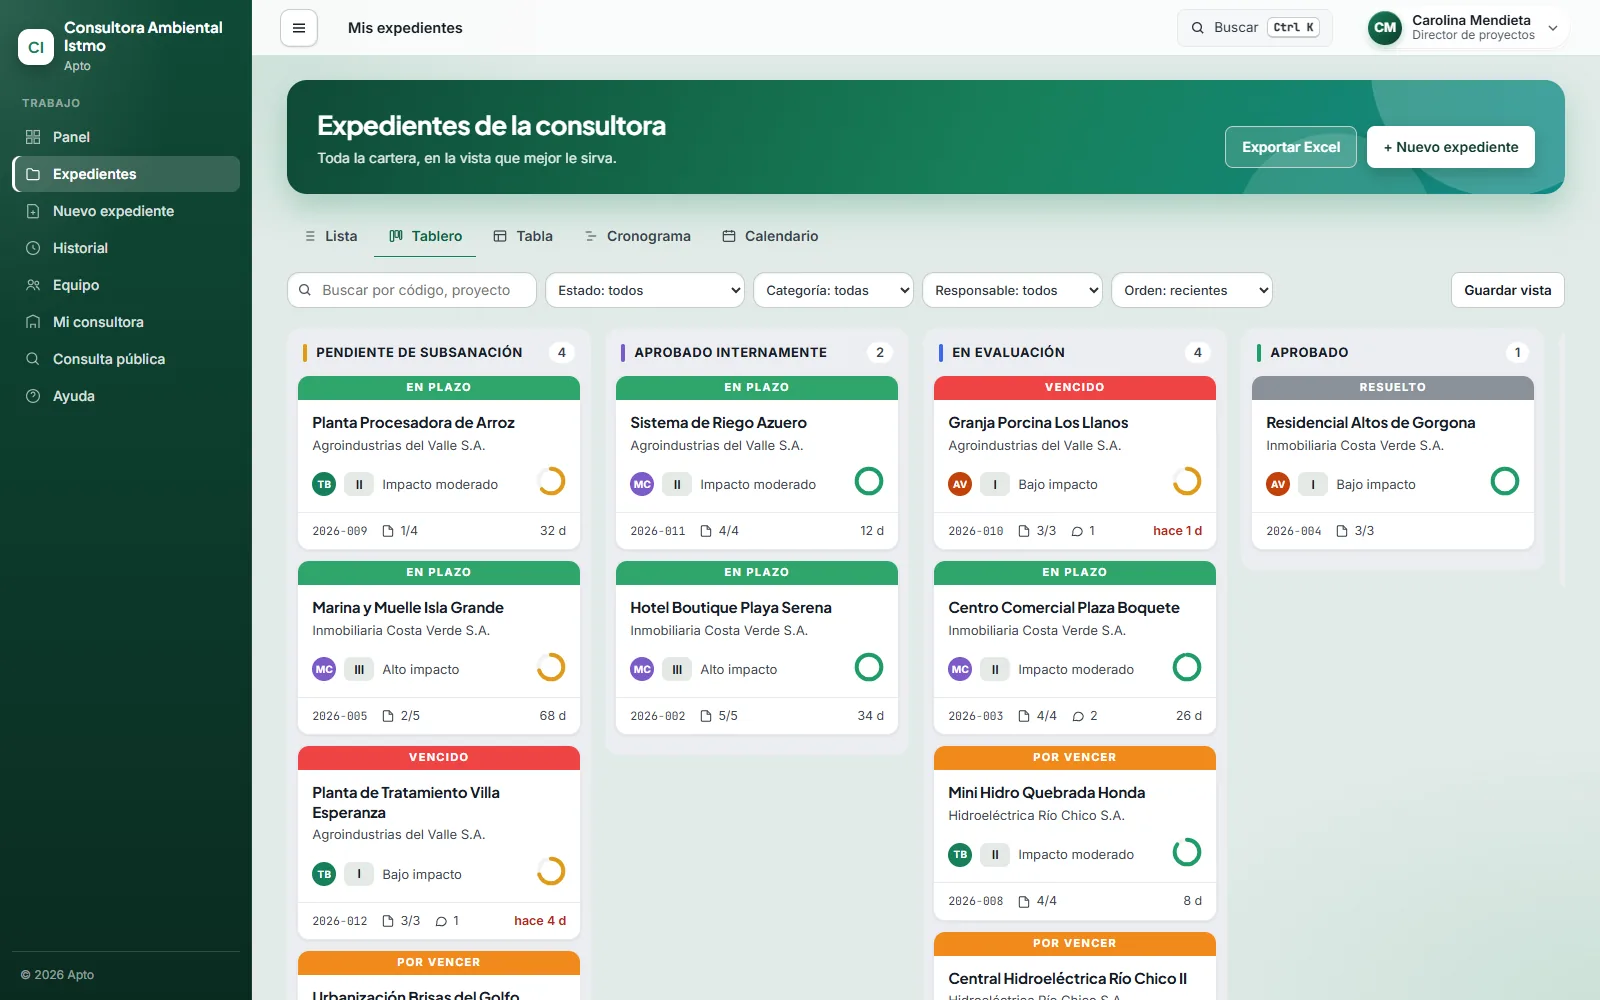 CI
Consultora Ambiental
Istmo
Apto
TRABAJO
Panel
Expedientes
Nuevo expediente
Historial
Equipo
Mi consultora
Consulta pública
Ayuda
© 2026 Apto
Mis expedientes
Buscar
Ctrl K
CM
Carolina Mendieta
Director de proyectos
Expedientes de la consultora
Toda la cartera, en la vista que mejor le sirva.
Exportar Excel
+ Nuevo expediente
Lista
Tablero
Tabla
Cronograma
Calendario
Buscar por código, proyecto
Estado: todos
Categoría: todas
Responsable: todos
Orden: recientes
Guardar vista
PENDIENTE DE SUBSANACIÓN
4
EN PLAZO
Planta Procesadora de Arroz
Agroindustrias del Valle S.A.
TB
II
Impacto moderado
2026-009
1/4
32 d
EN PLAZO
Marina y Muelle Isla Grande
Inmobiliaria Costa Verde S.A.
MC
III
Alto impacto
2026-005
2/5
68 d
VENCIDO
Planta de Tratamiento Villa
Esperanza
Agroindustrias del Valle S.A.
TB
I
Bajo impacto
2026-012
3/3
1
hace 4 d
POR VENCER
Urbanización Brisas del Golfo
APROBADO INTERNAMENTE
2
EN PLAZO
Sistema de Riego Azuero
Agroindustrias del Valle S.A.
MC
II
Impacto moderado
2026-011
4/4
12 d
EN PLAZO
Hotel Boutique Playa Serena
Inmobiliaria Costa Verde S.A.
MC
III
Alto impacto
2026-002
5/5
34 d
EN EVALUACIÓN
4
VENCIDO
Granja Porcina Los Llanos
Agroindustrias del Valle S.A.
AV
I
Bajo impacto
2026-010
3/3
1
hace 1 d
EN PLAZO
Centro Comercial Plaza Boquete
Inmobiliaria Costa Verde S.A.
MC
II
Impacto moderado
2026-003
4/4
2
26 d
POR VENCER
Mini Hidro Quebrada Honda
Hidroeléctrica Río Chico S.A.
TB
II
Impacto moderado
2026-008
4/4
8 d
POR VENCER
Central Hidroeléctrica Río Chico II
Hidroeléctrica Río Chico S.A.
APROBADO
1
RESUELTO
Residencial Altos de Gorgona
Inmobiliaria Costa Verde S.A.
AV
I
Bajo impacto
2026-004
3/3